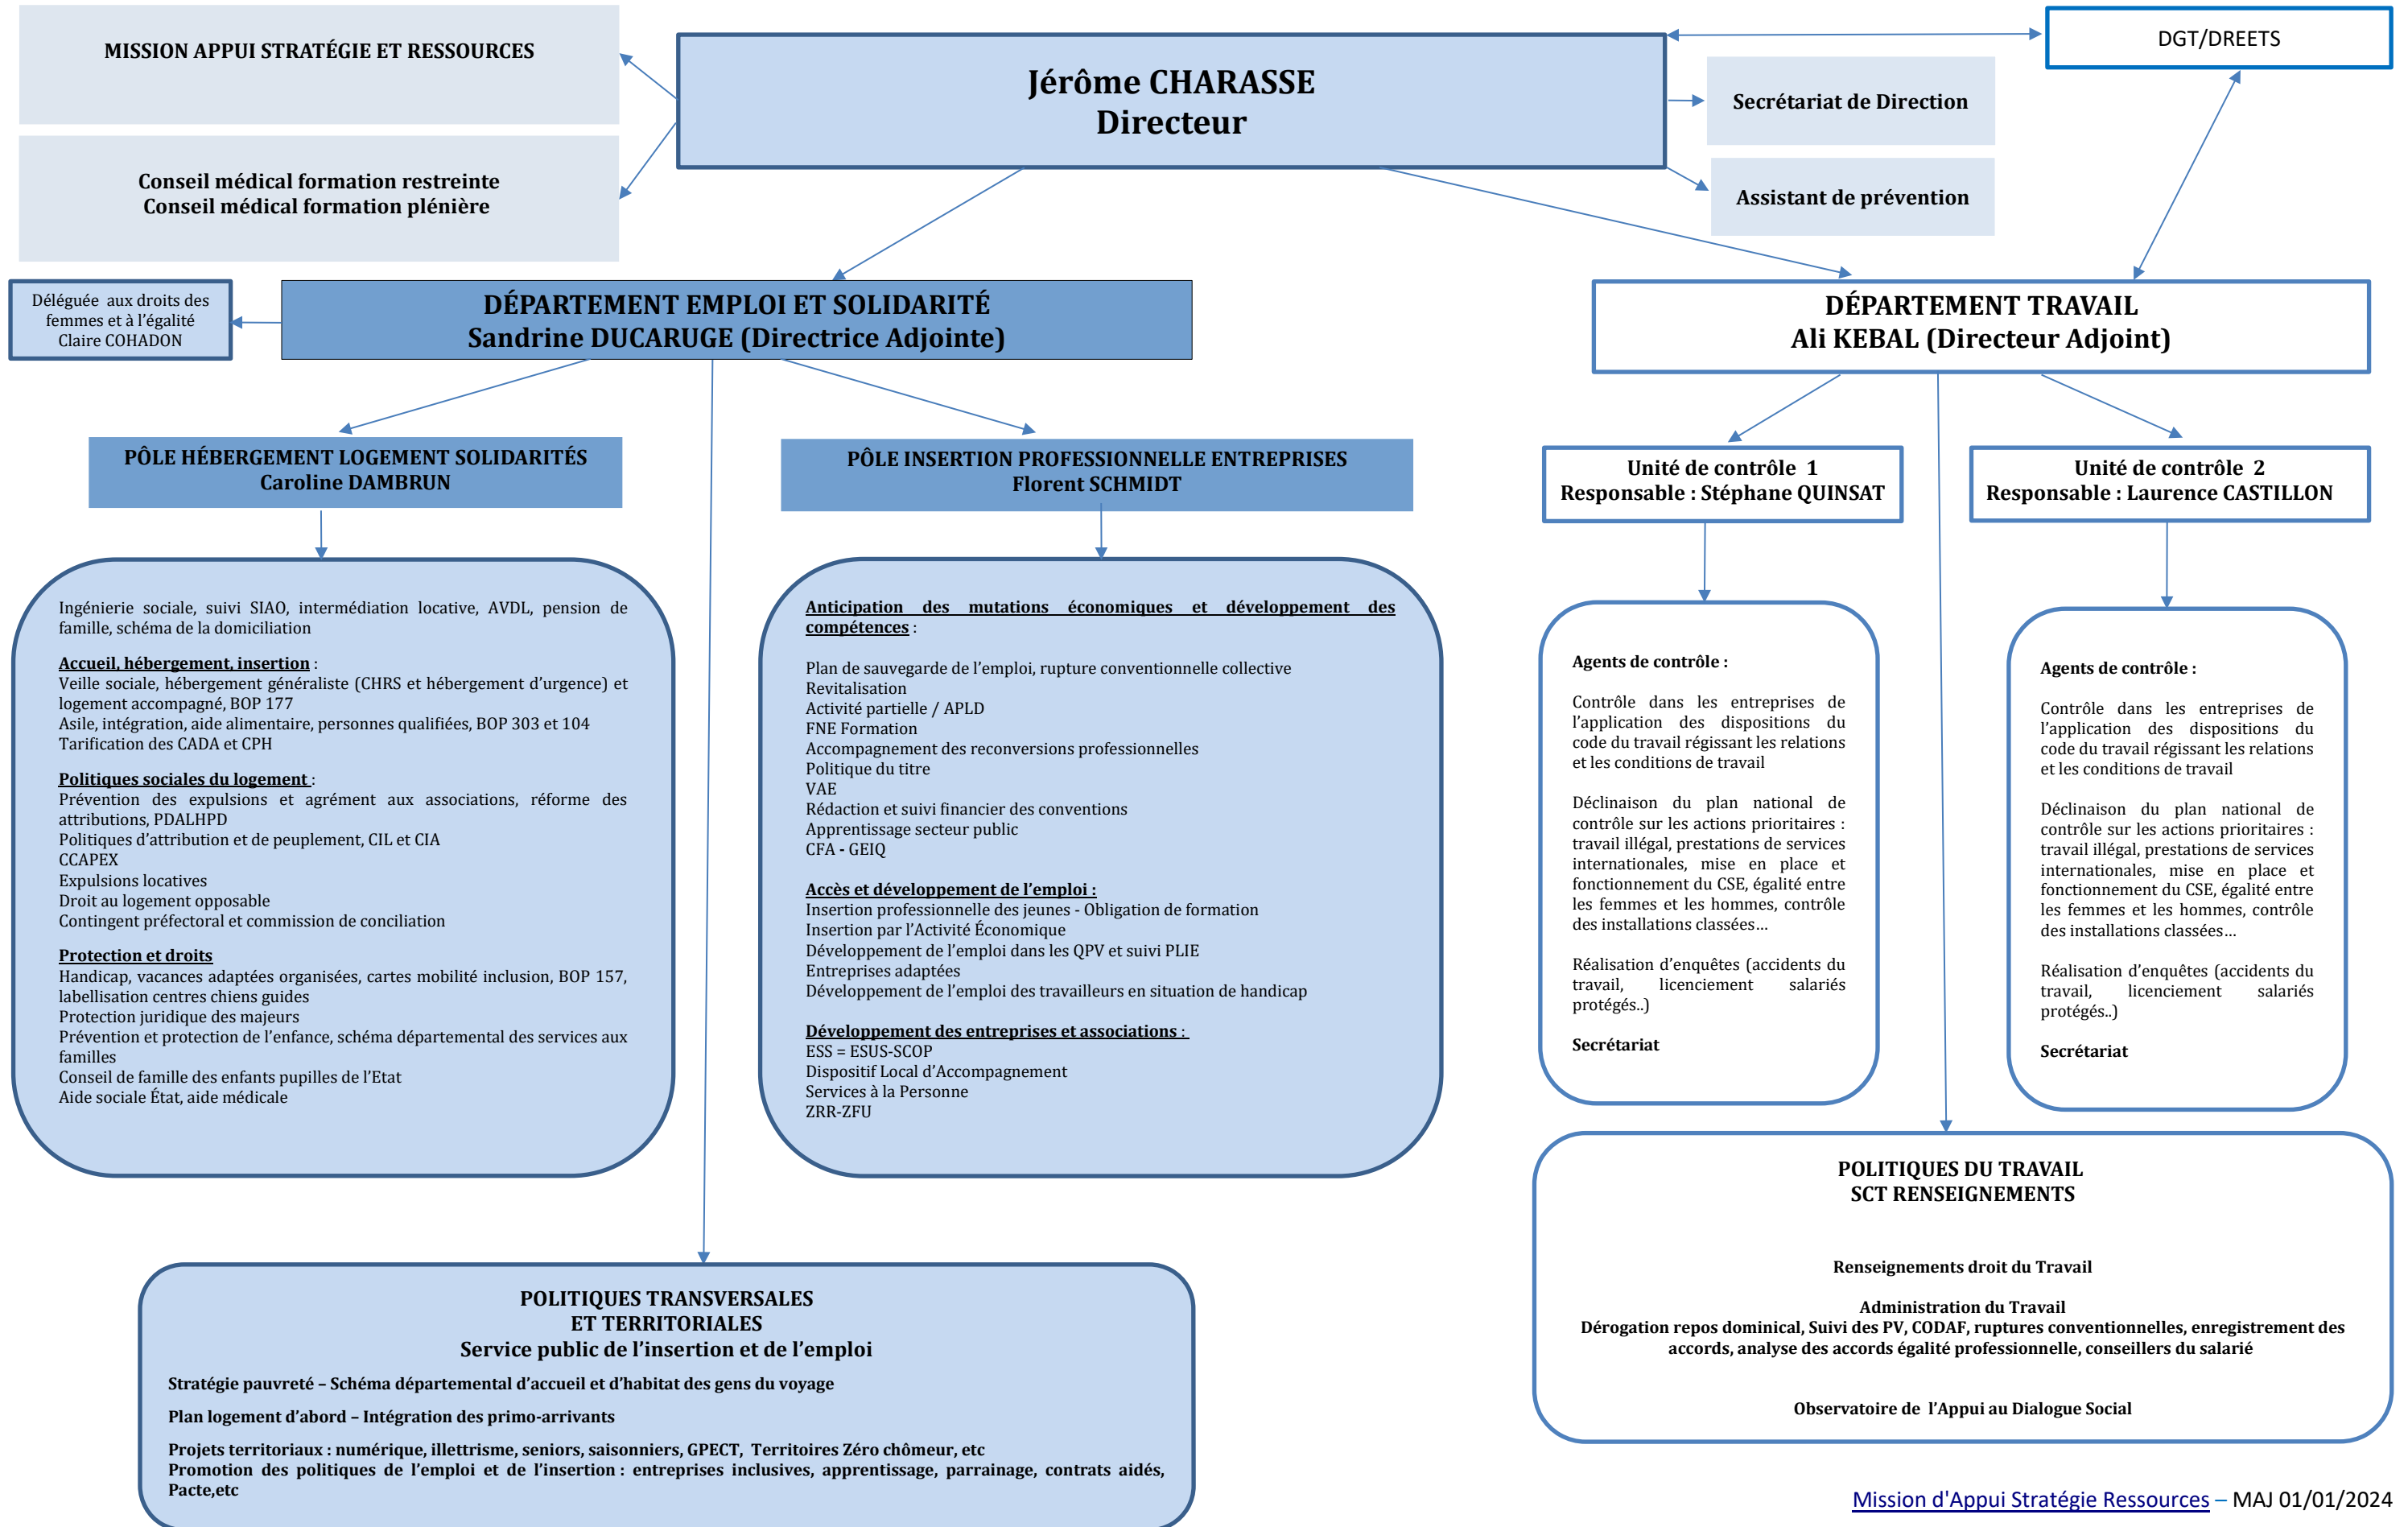 MISSION APPUI STRATÉGIE ET RESSOURCES
Jérôme CHARASSE
Directeur
DGT/DREETS
Secrétariat de Direction
Conseil médical formation restreinte
Conseil médical formation plénière
Assistant de prévention
Déléguée aux droits des
femmes et à l’égalité
Claire COHADON
DÉPARTEMENT EMPLOI ET SOLIDARITÉ
Sandrine DUCARUGE (Directrice Adjointe)
DÉPARTEMENT TRAVAIL
Ali KEBAL (Directeur Adjoint)
PÔLE HÉBERGEMENT LOGEMENT SOLIDARITÉS
Caroline DAMBRUN
PÔLE INSERTION PROFESSIONNELLE ENTREPRISES
Florent SCHMIDT
Unité de contrôle 1
Responsable : Stéphane QUINSAT
Unité de contrôle 2
Responsable : Laurence CASTILLON
Ingénierie sociale, suivi SIAO, intermédiation locative, AVDL, pension de
famille, schéma de la domiciliation
Accueil, hébergement, insertion :
Veille sociale, hébergement généraliste (CHRS et hébergement d’urgence) et
logement accompagné, BOP 177
Asile, intégration, aide alimentaire, personnes qualifiées, BOP 303 et 104
Tarification des CADA et CPH
Politiques sociales du logement :
Prévention des expulsions et agrément aux associations, réforme des
attributions, PDALHPD
Politiques d’attribution et de peuplement, CIL et CIA
CCAPEX
Expulsions locatives
Droit au logement opposable
Contingent préfectoral et commission de conciliation
Protection et droits
Handicap, vacances adaptées organisées, cartes mobilité inclusion, BOP 157,
labellisation centres chiens guides
Protection juridique des majeurs
Prévention et protection de l’enfance, schéma départemental des services aux
familles
Conseil de famille des enfants pupilles de l’Etat
Aide sociale État, aide médicale
Anticipation des mutations économiques et développement des
compétences :
Plan de sauvegarde de l’emploi, rupture conventionnelle collective
Revitalisation
Activité partielle / APLD
FNE Formation
Accompagnement des reconversions professionnelles
Politique du titre
VAE
Rédaction et suivi financier des conventions
Apprentissage secteur public
CFA - GEIQ
Accès et développement de l’emploi :
Insertion professionnelle des jeunes - Obligation de formation
Insertion par l’Activité Économique
Développement de l’emploi dans les QPV et suivi PLIE
Entreprises adaptées
Développement de l’emploi des travailleurs en situation de handicap
Développement des entreprises et associations :
ESS = ESUS-SCOP
Dispositif Local d’Accompagnement
Services à la Personne
ZRR-ZFU
Agents de contrôle :
Contrôle dans les entreprises de
l’application des dispositions du
code du travail régissant les relations
et les conditions de travail
Déclinaison du plan national de
contrôle sur les actions prioritaires :
travail illégal, prestations de services
internationales, mise en place et
fonctionnement du CSE, égalité entre
les femmes et les hommes, contrôle
des installations classées…
Réalisation d’enquêtes (accidents du
travail, licenciement salariés
protégés..)
Secrétariat
Agents de contrôle :
Contrôle dans les entreprises de
l’application des dispositions du
code du travail régissant les relations
et les conditions de travail
Déclinaison du plan national de
contrôle sur les actions prioritaires :
travail illégal, prestations de services
internationales, mise en place et
fonctionnement du CSE, égalité entre
les femmes et les hommes, contrôle
des installations classées…
Réalisation d’enquêtes (accidents du
travail, licenciement salariés
protégés..)
Secrétariat
POLITIQUES TRANSVERSALES
ET TERRITORIALES
Service public de l’insertion et de l’emploi
Stratégie pauvreté – Schéma départemental d’accueil et d’habitat des gens du voyage
Plan logement d’abord – Intégration des primo-arrivants
Projets territoriaux : numérique, illettrisme, seniors, saisonniers, GPECT, Territoires Zéro chômeur, etc
Promotion des politiques de l’emploi et de l’insertion : entreprises inclusives, apprentissage, parrainage, contrats aidés,
Pacte,etc
POLITIQUES DU TRAVAIL
SCT RENSEIGNEMENTS
Renseignements droit du Travail
Administration du Travail
Dérogation repos dominical, Suivi des PV, CODAF, ruptures conventionnelles, enregistrement des
accords, analyse des accords égalité professionnelle, conseillers du salarié
Observatoire de l’Appui au Dialogue Social
Mission d'Appui Stratégie Ressources – MAJ 01/01/2024